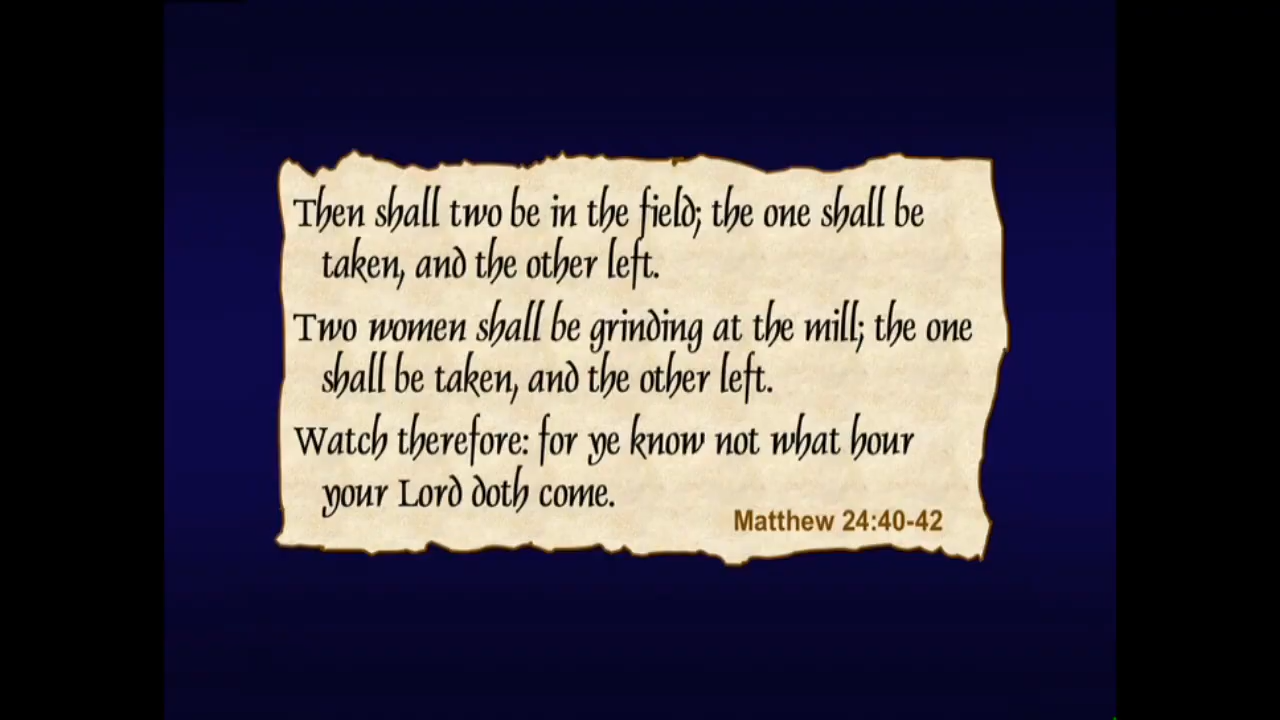 Then shall two be in the field; the one shall be
taken, and the other left.
Two women shall be grinding at the mill; the one
shall be taken, and the other left.
Watch therefore: for ye know not what hour
your Lord doth come.
Matthew 24:40-42